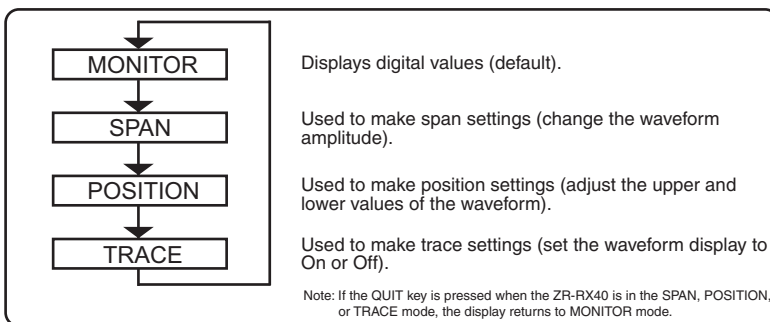 MONITOR
Displays digital values (default).
SPAN
Used to make span settings (change the waveform
amplitude).
POSITION
Used to make position settings (adjust the upper and
lower values of the waveform).
TRACE
Used to make trace settings (set the waveform display to
On or Off).
Note: If the QUIT key is pressed when the ZR-RX40 is in the SPAN, POSITION,
or TRACE mode, the display returns to MONITOR mode.